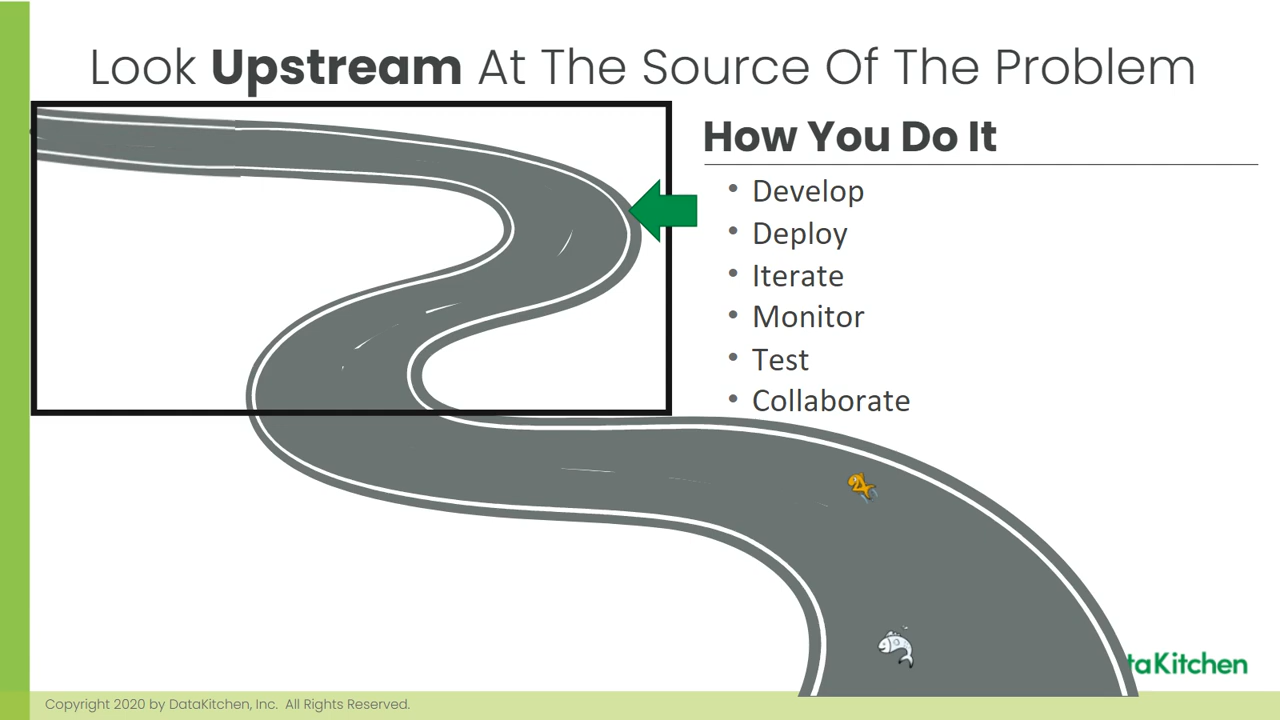 Look Upstream At The Source Of The Problem
How You Do It
• Develop
• Deploy
• Iterate
• Monitor
• Test
• Collaborate
taKitchen
Copyright 2020 by DataKitchen, Inc. All Rights Reserved.